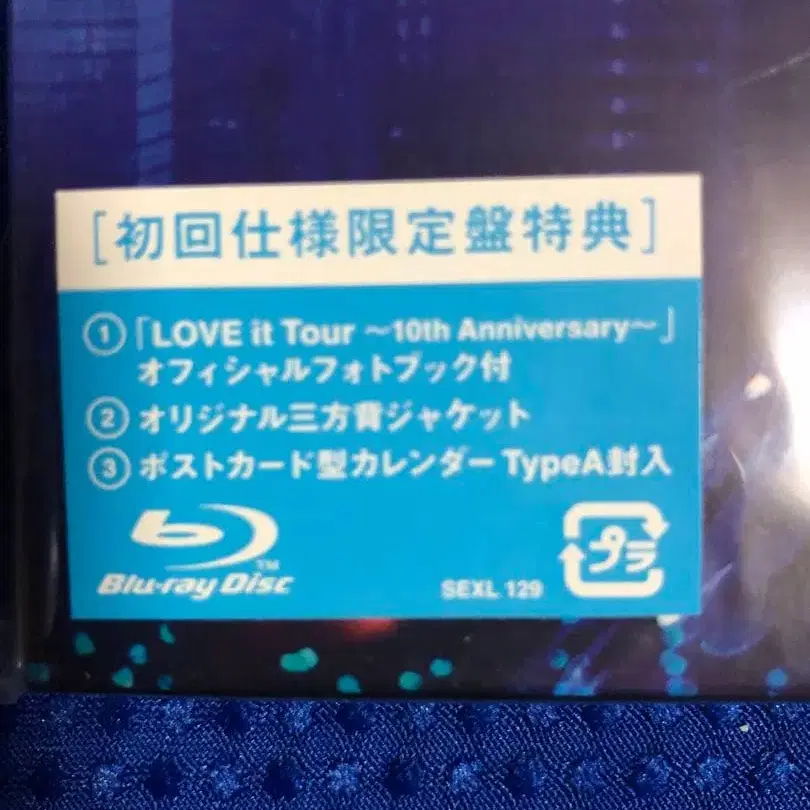 [初回仕様限定盤特典]
①「LOVE it Tour ～10th Anniversary～」
オフィシャルフォトブック付
②オリジナル三方背ジャケット
③ポストカード型カレンダーTypeA封入
Blu-ray Disc TM
SEXL 129
プラ